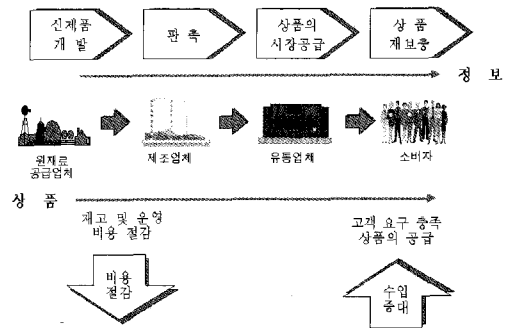 신제품
개 발
판 촉
상품의
시장공급
상 품
재보충
정 보
원재료
공급업체
제조업체
유통업체
소비자
상 품
재고 및 운영
비용 절감
고객 요구 충족
상품의 공급
비용
절감
수입
증대